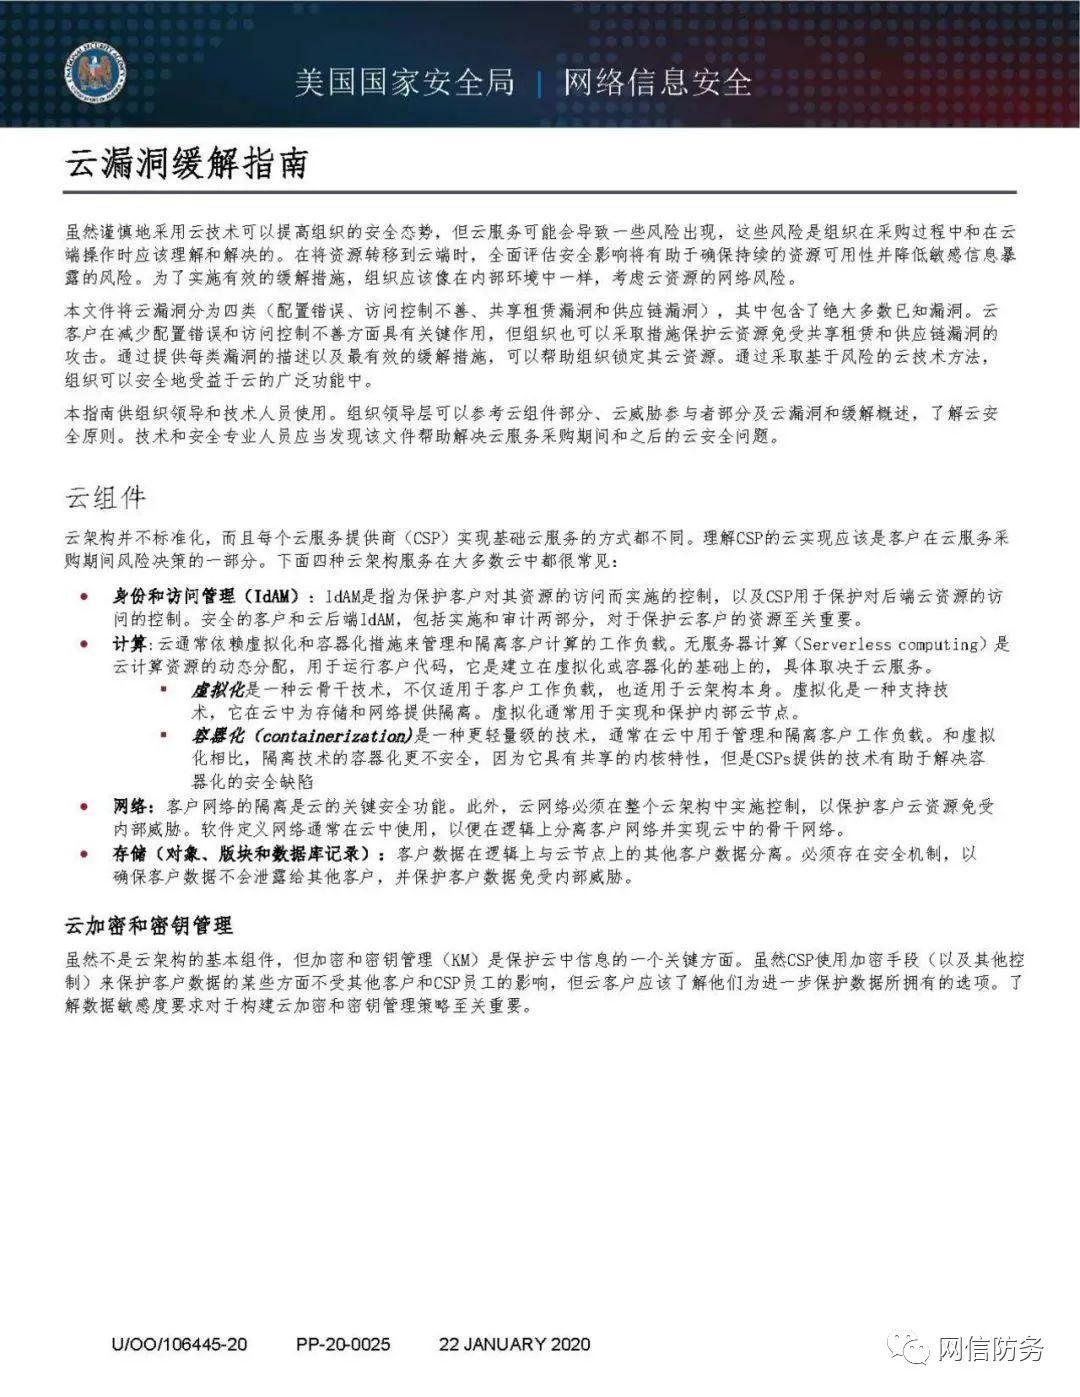 美国国家安全局 | 网络信息安全
云漏洞缓解指南
虽然谨慎地采用云技术可以提高组织的安全态势，但云服务可能会导致一些风险出现，这些风险是组织在采购过程中和在云
端操作时应该理解和解决的。在将资源转移到云端时，全面评估安全影响将有助于确保持续的资源可用性并降低敏感信息暴
露的风险。为了实施有效的缓解措施，组织应该像在内部环境中一样，考虑云资源的网络风险。
本文件将云漏洞分为四类（配置错误、访问控制不善、共享租赁漏洞和供应链漏洞），其中包含了绝大多数已知漏洞。云
客户在减少配置错误和访问控制不善方面具有关键作用，但组织也可以采取措施保护云资源免受共享租赁和供应链漏洞的
攻击。通过提供每类漏洞的描述以及最有效的缓解措施，可以帮助组织锁定其云资源。通过采取基于风险的云技术方法，
组织可以安全地受益于云的广泛功能中。
本指南供组织领导和技术人员使用。组织领导层可以参考云组件部分、云威胁参与者部分及云漏洞和缓解概述，了解云安
全原则。技术和安全专业人员应当发现该文件帮助解决云服务采购期间和之后的云安全问题。
云组件
云架构并不标准化，而且每个云服务提供商（CSP）实现基础云服务的方式都不同。理解CSP的云实现应该是客户在云服务采
购期间风险决策的一部分。下面四种云架构服务在大多数云中都很常见：
• 身份和访问管理（IdAM）：IdAM是指为保护客户对其资源的访问而实施的控制，以及CSP用于保护对后端云资源的访
问的控制。安全的客户和云后端IdAM，包括实施和审计两部分，对于保护云客户的资源至关重要。
• 计算：云通常依赖虚拟化和容器化措施来管理和隔离客户计算的工作负载。无服务器计算（Serverless computing）是
云计算资源的动态分配，用于运行客户代码，它是建立在虚拟化或容器化的基础上的，具体取决于云服务。
▪ 虚拟化是一种云骨干技术，不仅适用于客户工作负载，也适用于云架构本身。虚拟化是一种支持技
术，它在云中为存储和网络提供隔离。虚拟化通常用于实现和保护内部云节点。
▪ 容器化（containerization)是一种更轻量级的技术，通常在云中用于管理和隔离客户工作负载。和虚拟
化相比，隔离技术的容器化更不安全，因为它具有共享的内核特性，但是CSPs提供的技术有助于解决容
器化的安全缺陷
• 网络：客户网络的隔离是云的关键安全功能。此外，云网络必须在整个云架构中实施控制，以保护客户云资源免受
内部威胁。软件定义网络通常在云中使用，以便在逻辑上分离客户网络并实现云中的骨干网络。
• 存储（对象、版块和数据库记录）：客户数据在逻辑上与云节点上的其他客户数据分离。必须存在安全机制，以
确保客户数据不会泄露给其他客户，并保护客户数据免受内部威胁。
云加密和密钥管理
虽然不是云架构的基本组件，但加密和密钥管理（KM）是保护云中信息的一个关键方面。虽然CSP使用加密手段（以及其他控
制）来保护客户数据的某些方面不受其他客户和CSP员工的影响，但云客户应该了解他们为进一步保护数据所拥有的选项。了
解数据敏感度要求对于构建云加密和密钥管理策略至关重要。
U/OO/106445-20 PP-20-0025 22 JANUARY 2020
网信防务